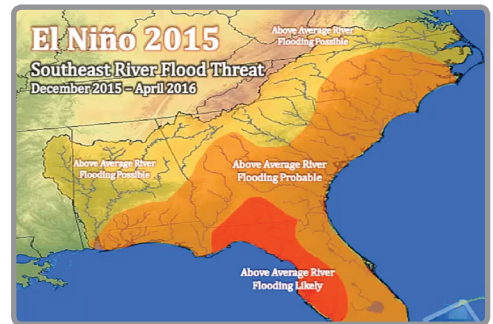 El Niño 2015
Southeast River Flood Threat
December 2015 – April 2016
Above Average River
Flooding Possible
Above Average River
Flooding Possible
Above Average River
Flooding Probable
Above Average River
Flooding Likely